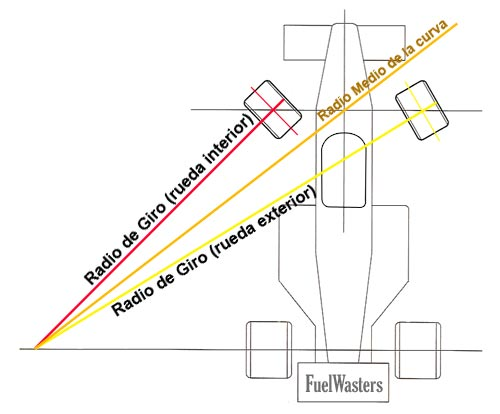 Radio Medio de la curva
Radio de Giro (rueda interior)
Radio de Giro (rueda exterior)
FuelWasters